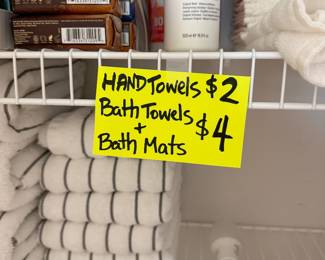 HAND Towels $2
Bath Towels
+ $4
Bath Mats